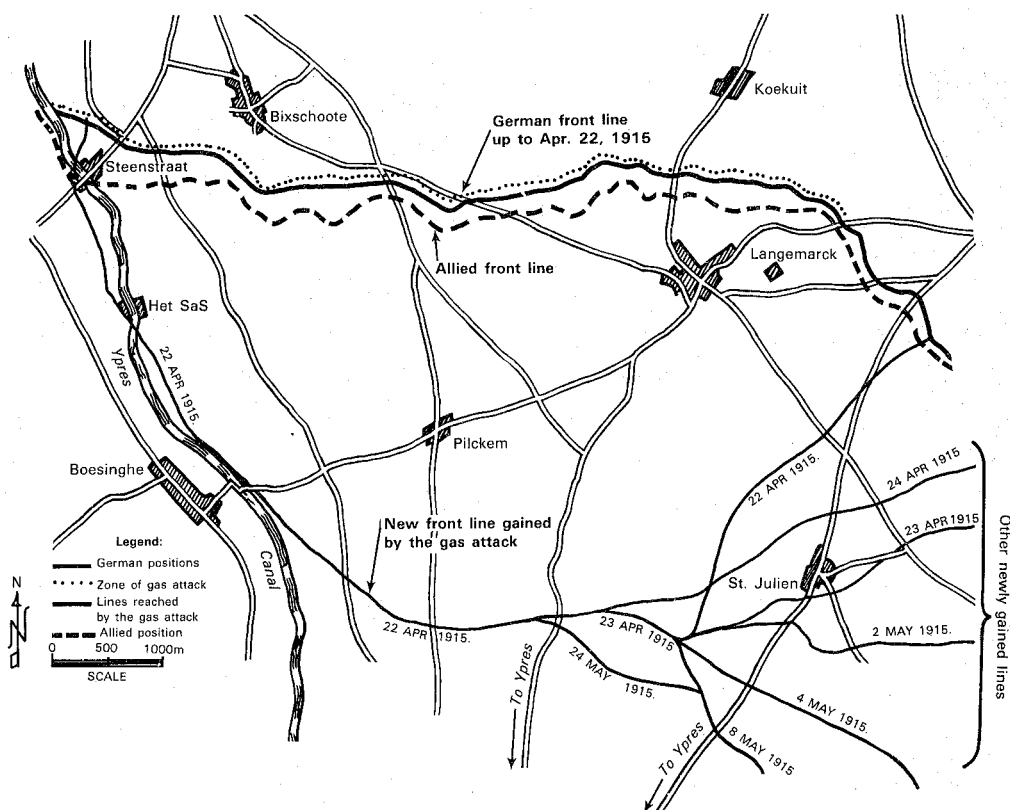 Koekuit
Bixschoote
German front line
up to Apr. 22, 1915
Steenstraat
Langemarck
Allied front line
Het SaS
Ypres
22 APR 1915
Pilckem
Boesinghe
22 APR 1915.
24 APR 1915
23 APR 1915
New front line gained
by the gas attack
Canal
St. Julien
Other newly gained lines
22 APR 1915.
23 APR 1915
2 MAY 1915.
24 MAY 1915.
4 MAY 1915.
8 MAY 1915
To Ypres
To Ypres
N
Legend:
German positions
Zone of gas attack
Lines reached
by the gas attack
Allied position
0 500 1000m
SCALE